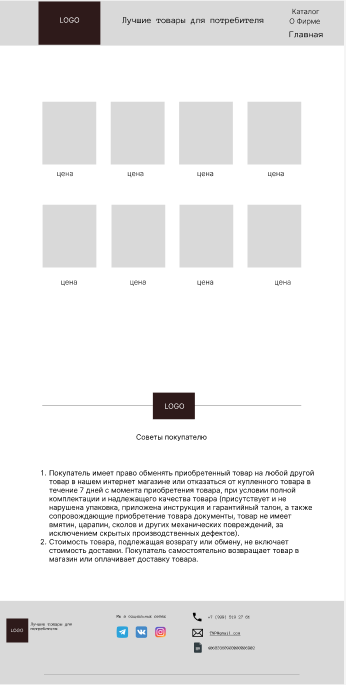 LOGO
Лучшие товары для потребителя
Каталог
О Фирме
Главная
цена цена цена цена
цена цена цена цена
LOGO
Советы покупателю
1. Покупатель имеет право обменять приобретенный товар на любой другой
товар в нашем интернет магазине или отказаться от купленного товара в
течение 7 дней с момента приобретения товара, при условии полной
комплектации и надлежащего качества товара (присутствует и не
нарушена упаковка, приложена инструкция и гарантийный талон, а также
сопровождающие приобретение товара документы, товар не имеет
вмятин, царапин, сколов и других механических повреждений, за
исключением скрытых производственных дефектов).
2. Стоимость товара, подлежащая возврату или обмену, не включает
стоимость доставки. Покупатель самостоятельно возвращает товар в
магазин или оплачивает доставку товара.
LOGO
Лучшие товары для
потребителя
Мы в социальных сетях
+7 (999)